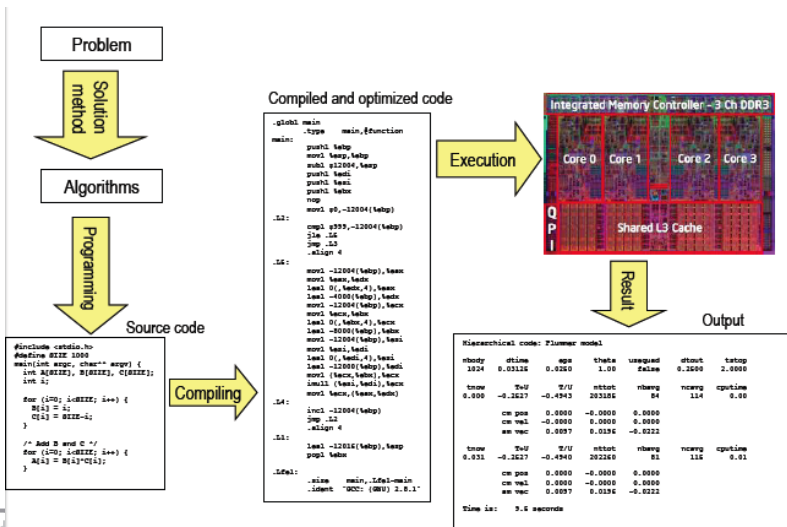 Problem
Solution
method
Algorithms
Programming
Source code
#include <stdio.h>
#define SIZE 1000
main(int argc, char** argv) {
int A[SIZE], B[SIZE], C[SIZE];
int i;
for (i=0; i<SIZE; i++) {
B[i] = i;
C[i] = SIZE-i;
}
/* Add B and C */
for (i=0; i<SIZE; i++) {
A[i] = B[i]*C[i];
}
Compiling
Compiled and optimized code
.globl main
.type main,@function
main:
pushl %ebp
movl %esp,%ebp
subl $12004,%esp
pushl %edi
pushl %esi
pushl %ebx
nop
movl $0,-12004(%ebp)
.L2:
cmpl $999,-12004(%ebp)
jle .L5
jmp .L3
.align 4
.L5:
movl -12004(%ebp),%eax
movl %eax,%edx
leal 0(,%edx,4),%eax
leal -4000(%ebp),%edx
movl -12004(%ebp),%ecx
movl %ecx,%ebx
leal 0(,%ebx,4),%ecx
leal -8000(%ebp),%ebx
movl -12004(%ebp),%esi
movl %esi,%edi
leal 0(,%edi,4),%esi
leal -12000(%ebp),%edi
movl (%ecx,%ebx),%ecx
imull (%esi,%edi),%ecx
movl %ecx,(%eax,%edx)
.L4:
incl -12004(%ebp)
jmp .L2
.align 4
.L1:
leal -12016(%ebp),%esp
popl %ebx
.Lfe1:
.size main,.Lfe1-main
.ident "GCC: (GNU) 2.8.1"
Execution
Integrated Memory Controller - 3 Ch DDR3
Core 0 Core 1 Core 2 Core 3
QPI
Shared L3 Cache
Result
Output
Hierarchical code: Plummer model
nbody dtime eps theta usequad dtout tstop
1024 0.03125 0.0250 1.00 false 0.2500 2.0000
tnow T+U T/U nttot nbavg ncavg cputime
0.000 -0.2627 -0.4943 203186 84 114 0.00
cm pos 0.0000 -0.0000 0.0000
cm vel -0.0000 -0.0000 0.0000
am vec 0.0097 0.0196 -0.0222
tnow T+U T/U nttot nbavg ncavg cputime
0.031 -0.2627 -0.4940 202260 81 116 0.01
cm pos 0.0000 -0.0000 0.0000
cm vel 0.0000 -0.0000 0.0000
am vec 0.0097 0.0196 -0.0222
Time is: 9.6 seconds